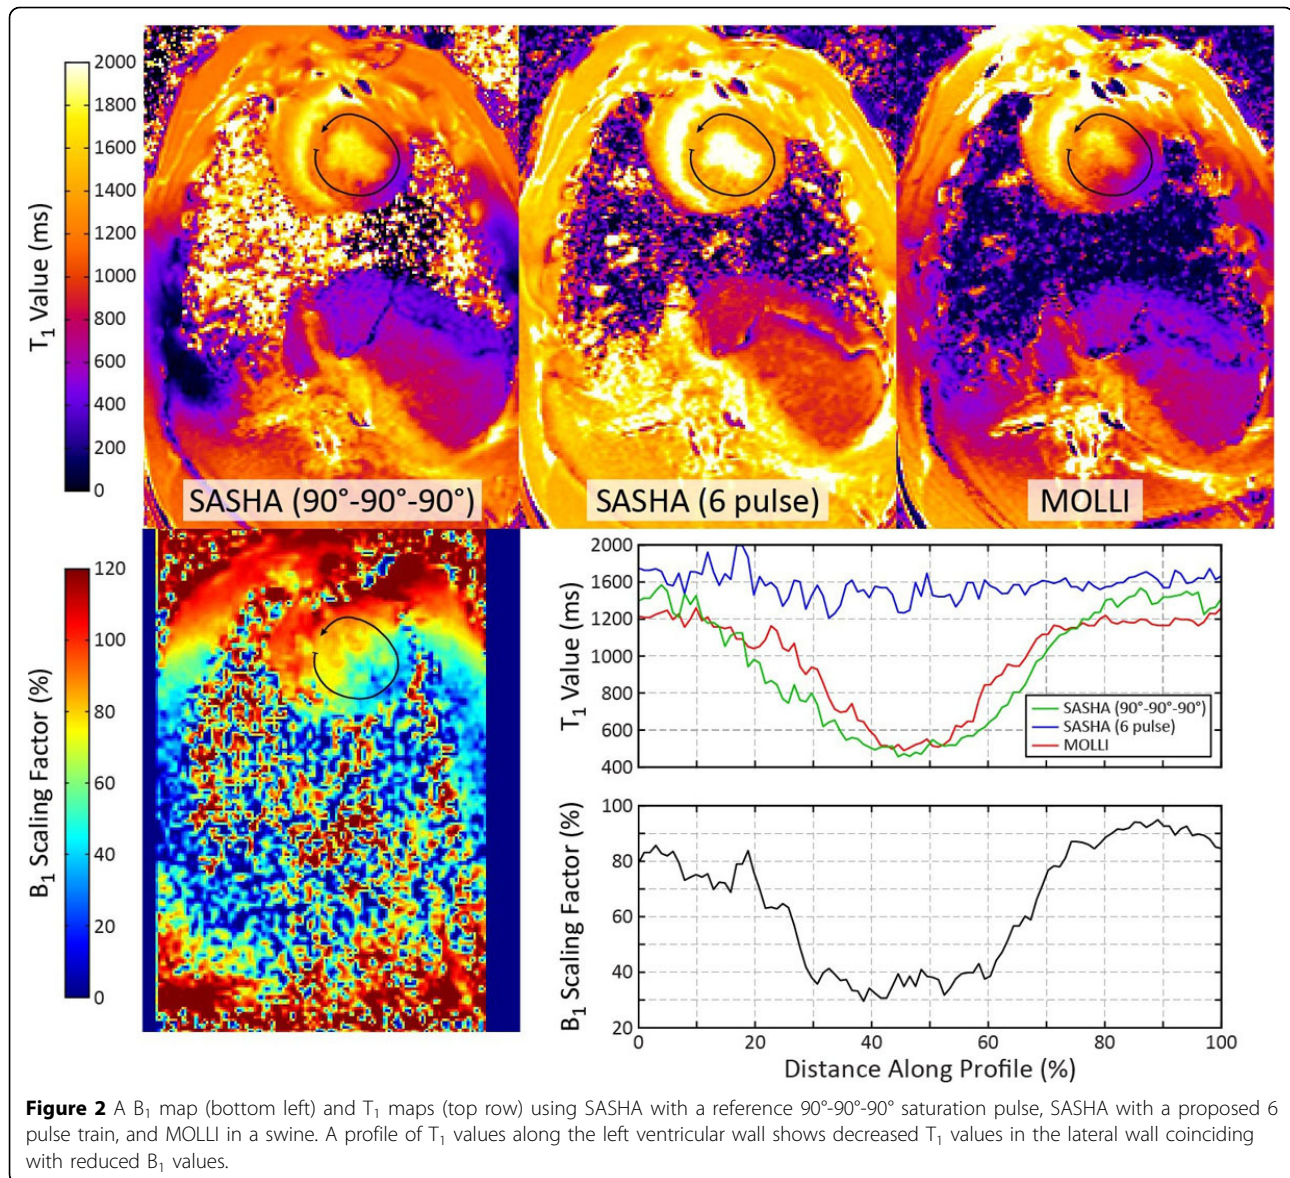 T₁ Value (ms)
2000
1800
1600
1400
1200
1000
800
600
400
200
0
SASHA (90°-90°-90°)
SASHA (6 pulse)
MOLLI
B₁ Scaling Factor (%)
120
100
80
60
40
20
0
T₁ Value (ms)
2000
1600
1200
1000
800
600
400
SASHA (90°-90°-90°)
SASHA (6 pulse)
MOLLI
B₁ Scaling Factor (%)
100
80
60
40
20
0 20 40 60 80 100
Distance Along Profile (%)
Figure 2 A B₁ map (bottom left) and T₁ maps (top row) using SASHA with a reference 90°-90°-90° saturation pulse, SASHA with a proposed 6
pulse train, and MOLLI in a swine. A profile of T₁ values along the left ventricular wall shows decreased T₁ values in the lateral wall coinciding
with reduced B₁ values.